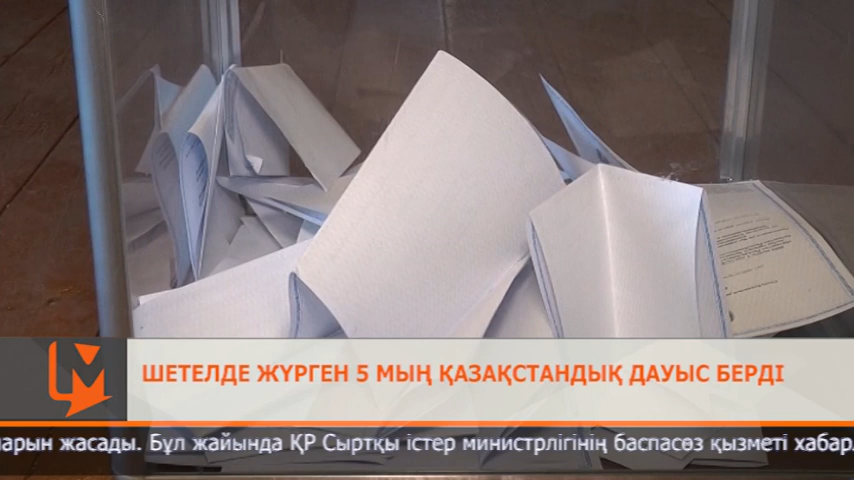 ШЕТЕЛДЕ ЖҮРГЕН 5 МЫҢ ҚАЗАҚСТАНДЫҚ ДАУЫС БЕРДІ
жасады. Бұл жайында ҚР Сыртқы істер министрлігінің баспасөз қызметі